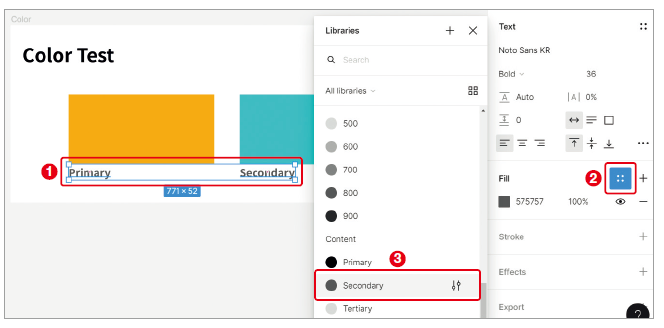 Color
Color Test
1
Primary
Secondary
771 × 52
Libraries
Search
All libraries
500
600
700
800
900
Content
Primary
3
Secondary
Tertiary
Text
Noto Sans KR
Bold
36
A Auto
|A| 0%
0
Fill
2
575757
100%
Stroke
Effects
Export
?